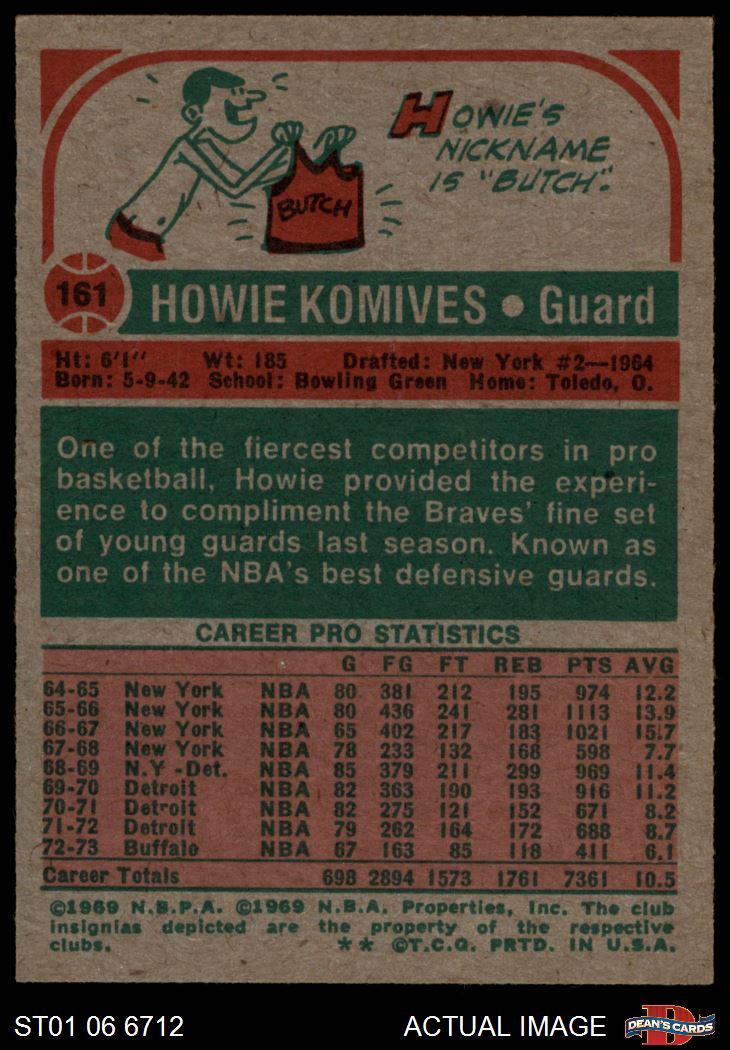 HOWIE'S
NICKNAME
IS "BUTCH".
BUTCH
161
HOWIE KOMIVES • Guard
Ht: 6'1" Wt: 185 Drafted: New York #2—1964
Born: 5-9-42 School: Bowling Green Home: Toledo, O.
One of the fiercest competitors in pro
basketball, Howie provided the experi-
ence to compliment the Braves' fine set
of young guards last season. Known as
one of the NBA's best defensive guards.
CAREER PRO STATISTICS
G FG FT REB PTS AVG
64-65 New York NBA 80 381 212 195 974 12.2
65-66 New York NBA 80 436 241 281 1113 13.9
66-67 New York NBA 65 402 217 183 1021 15.7
67-68 New York NBA 78 233 132 168 598 7.7
68-69 N.Y -Det. NBA 85 379 211 299 969 11.4
69-70 Detroit NBA 82 363 190 193 916 11.2
70-71 Detroit NBA 82 275 121 152 671 8.2
71-72 Detroit NBA 79 262 164 172 688 8.7
72-73 Buffalo NBA 67 163 85 118 411 6.1
Career Totals 698 2894 1573 1761 7361 10.5
©1969 N.B.P.A. ©1969 N.B.A. Properties, Inc. The club
insignias depicted are the property of the respective
clubs. ** ©T.C.G. PRTD. IN U.S.A.
ST01 06 6712 ACTUAL IMAGE D DEAN'S CARDS